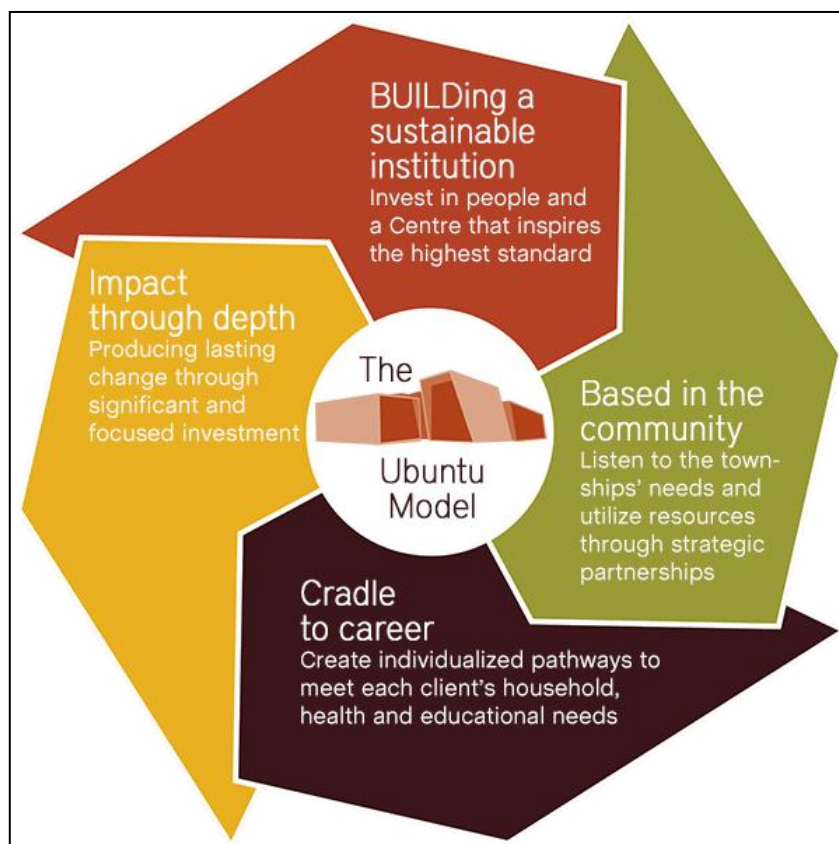 BUILDing a
sustainable
institution
Invest in people and
a Centre that inspires
the highest standard
Impact
through depth
Producing lasting
change through
significant and
focused investment
The
Ubuntu
Model
Based in the
community
Listen to the town-
ships' needs and
utilize resources
through strategic
partnerships
Cradle
to career
Create individualized pathways to
meet each client's household,
health and educational needs